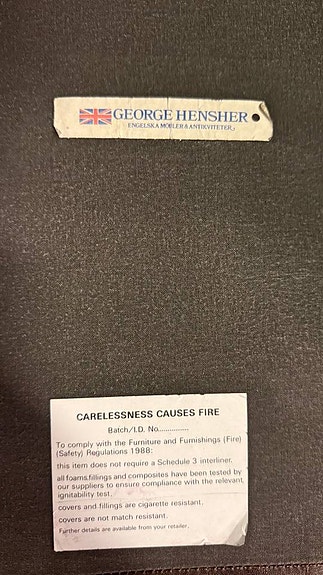 GEORGE HENSHER
ENGELSKA MÖBLER & ANTIKVITETER
CARELESSNESS CAUSES FIRE
Batch/I.D. No..............
To comply with the Furniture and Furnishings (Fire)
(Safety) Regulations 1988:
this item does not require a Schedule 3 interliner.
all foams,fillings and composites have been tested by
our suppliers to ensure compliance with the relevant
ignitability test.
covers and fillings are cigarette resistant.
covers are not match resistant.
Further details are available from your retailer.